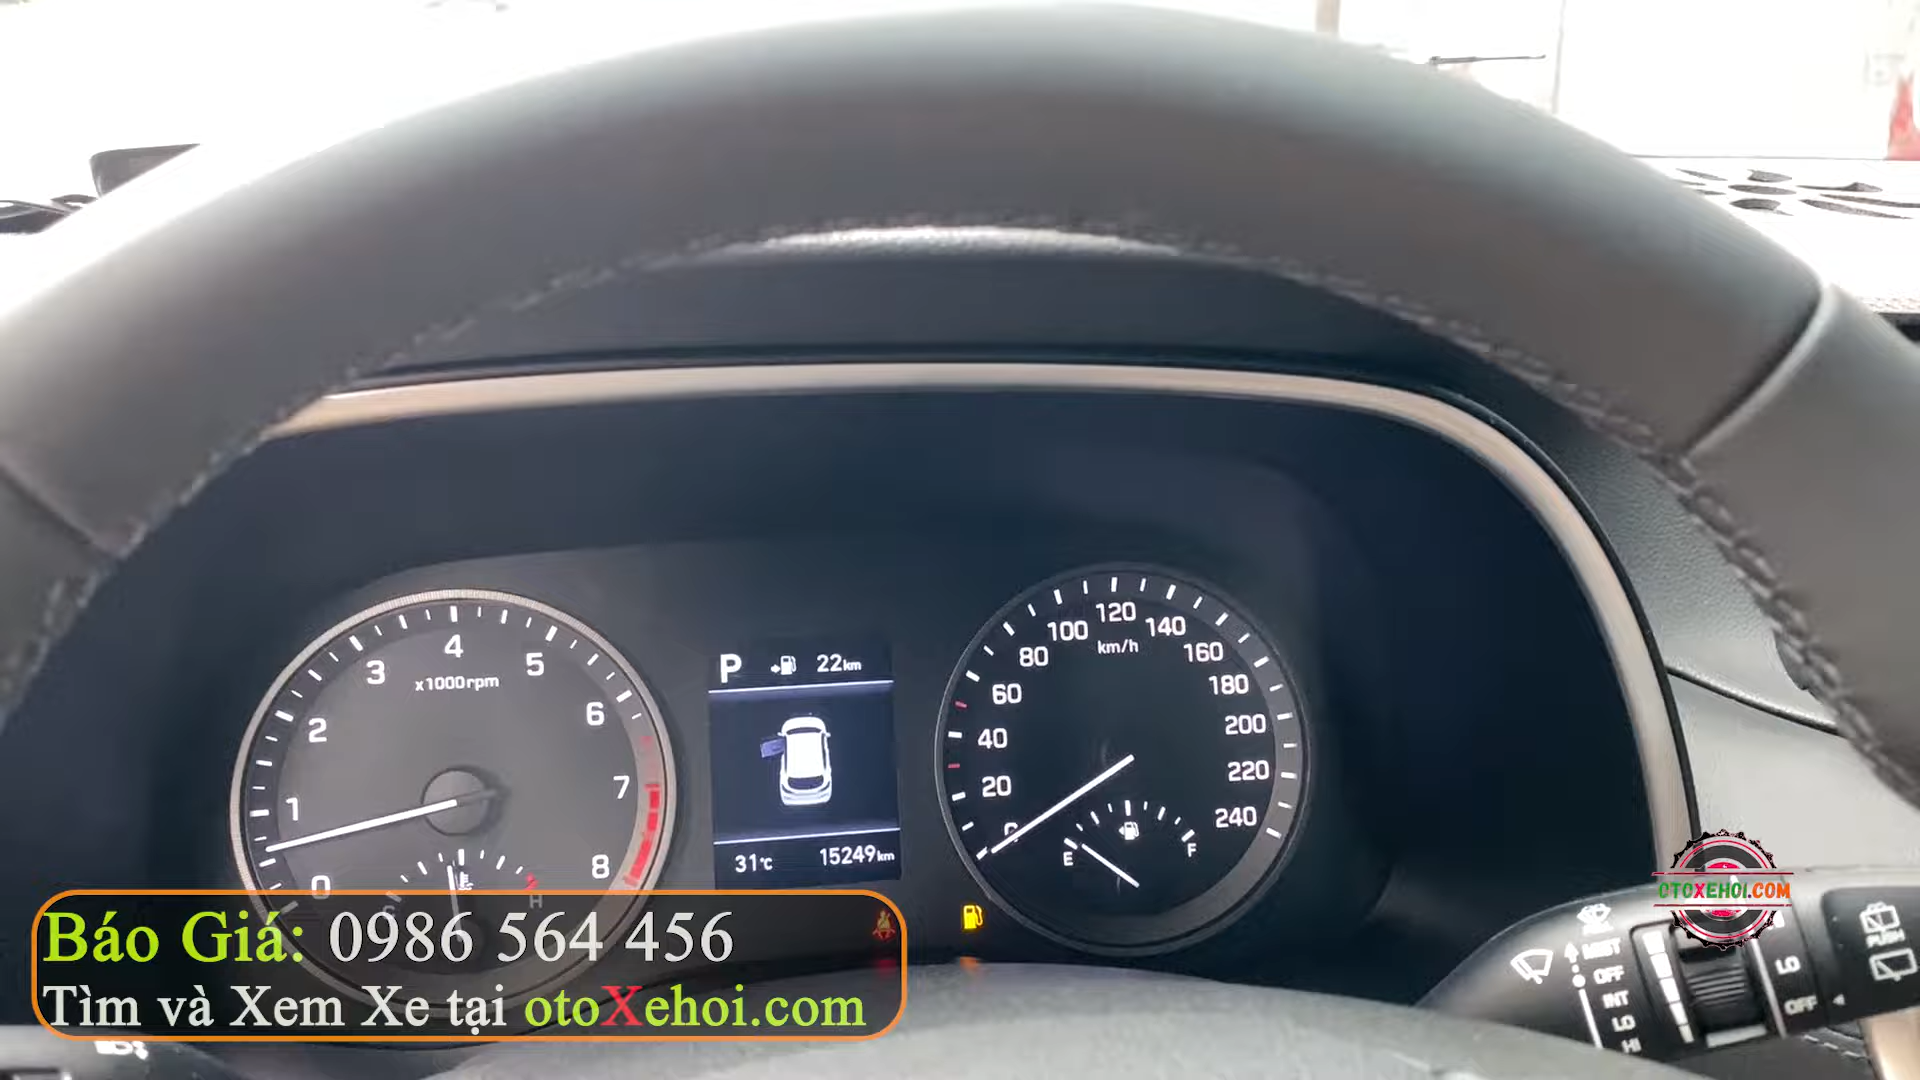 4
3
5
x1000rpm
2
6
1
7
0
8
H
P
22km
31°c
15249km
120
100
140
km/h
80
160
60
180
40
200
20
220
0
240
E
F
OTOXEHOI.COM
MIST
OFF
INT
LO
HI
LO
OFF
PUSH
Báo Giá: 0986 564 456
Tìm và Xem Xe tại otoXehoi.com